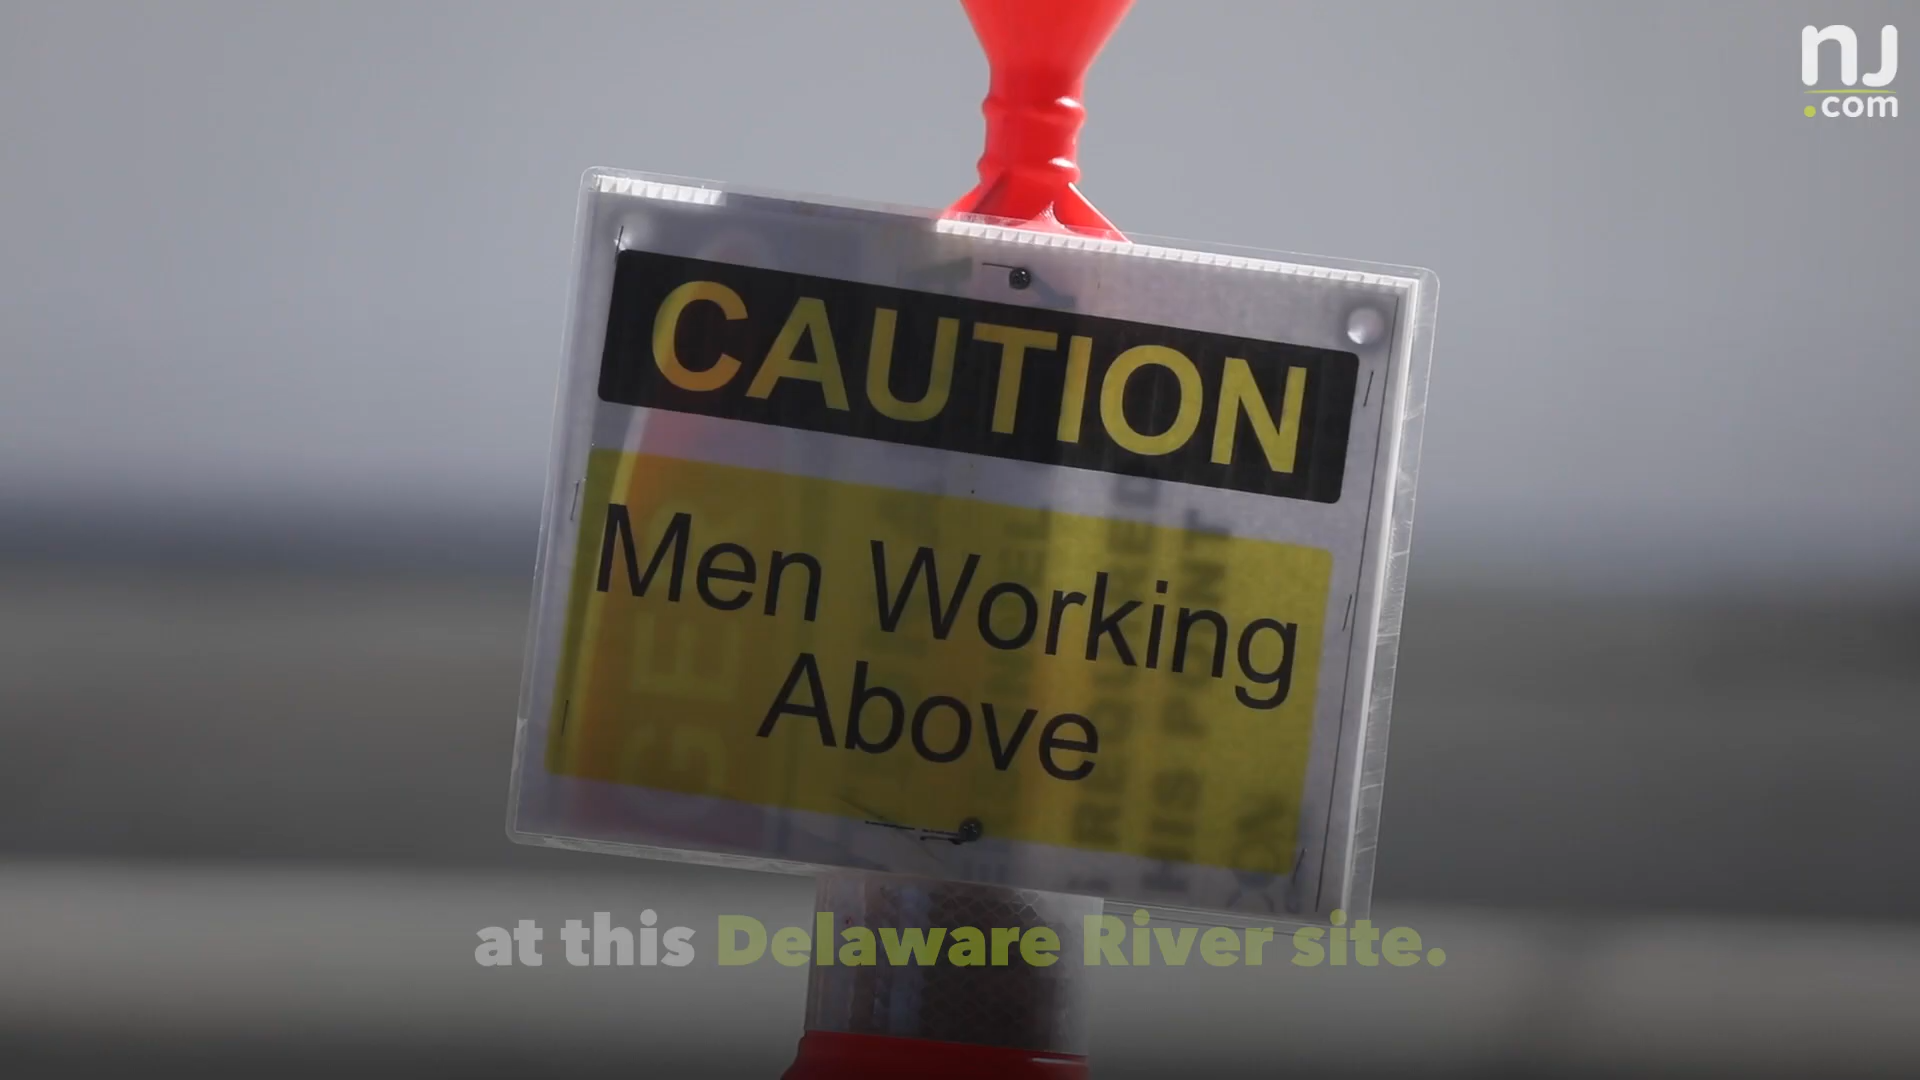 nj
.com
CAUTION
Men Working
Above
at this Delaware River site.